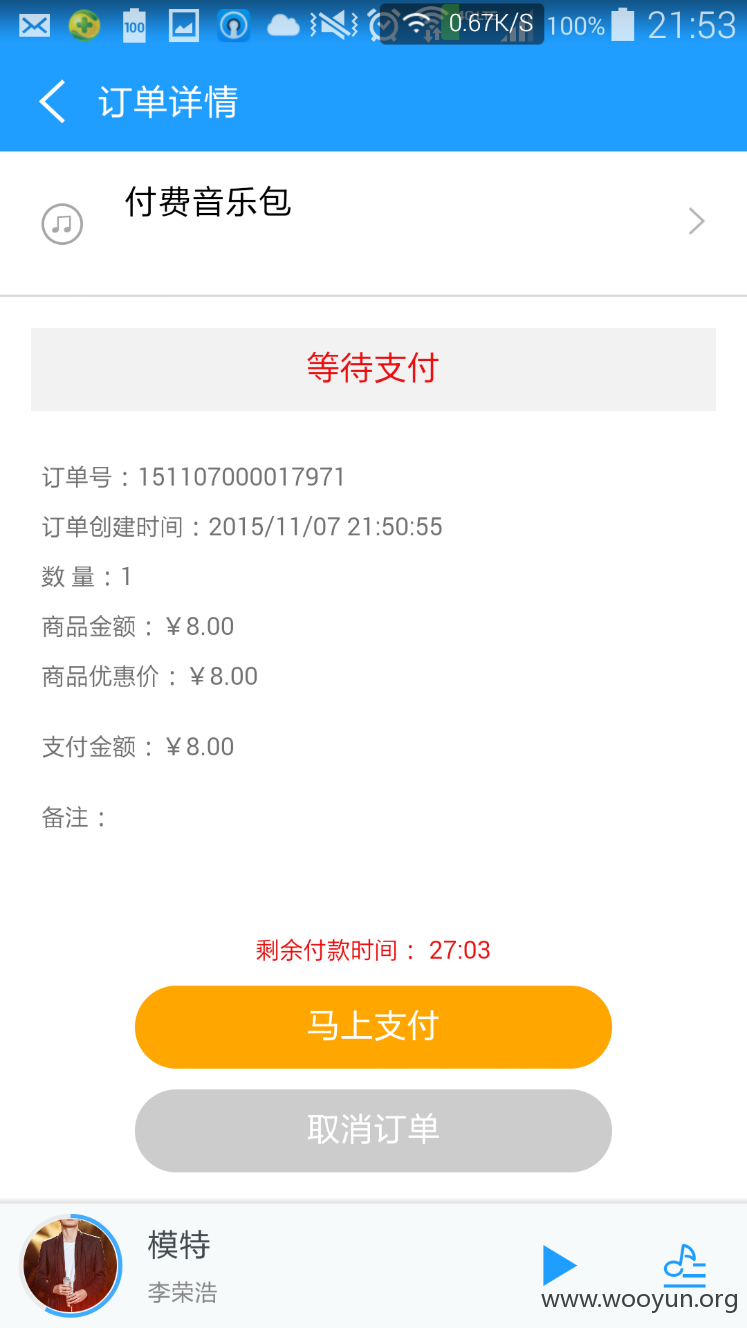 100 0.67K/S 100% 21:53
订单详情
付费音乐包
等待支付
订单号：151107000017971
订单创建时间：2015/11/07 21:50:55
数 量：1
商品金额：￥8.00
商品优惠价：￥8.00
支付金额：￥8.00
备注：
剩余付款时间： 27:03
马上支付
取消订单
模特
李荣浩
www.wooyun.org